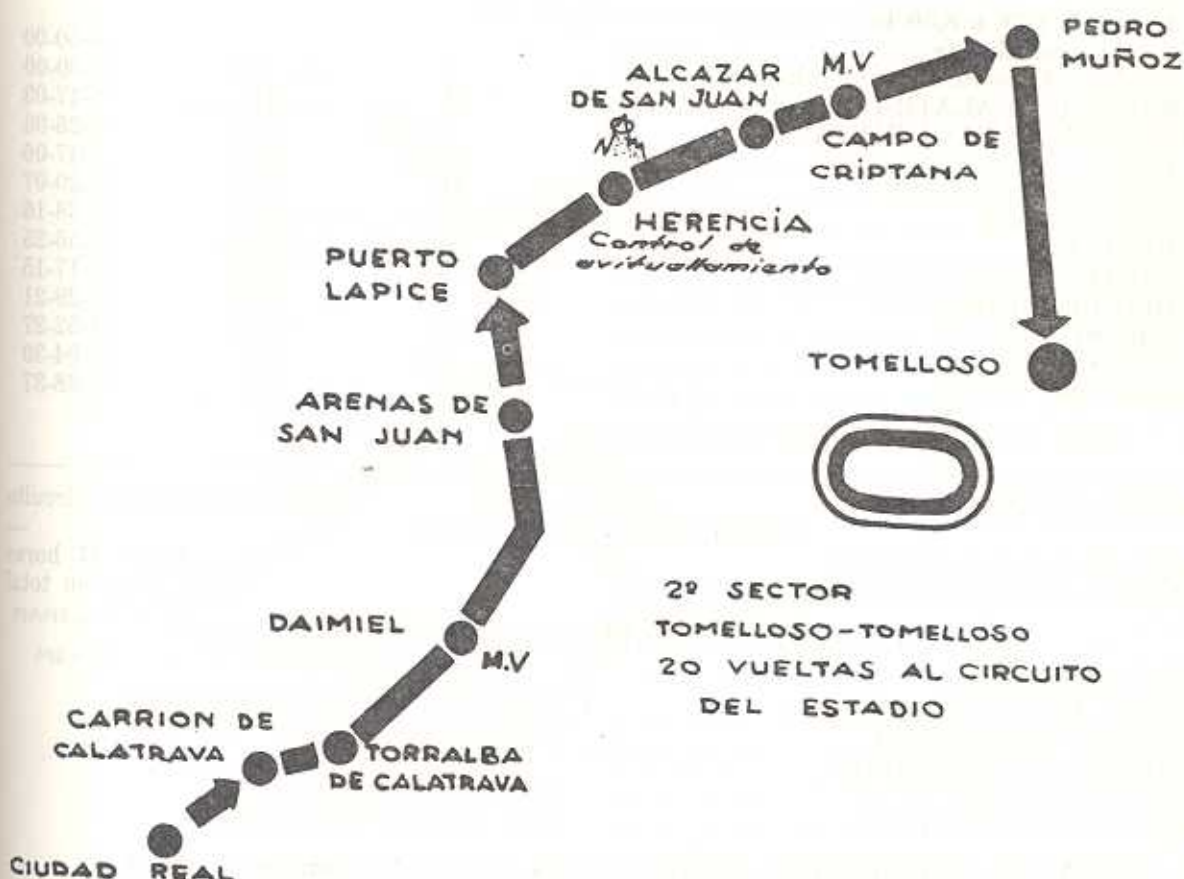 PEDRO
MUÑOZ
M.V
ALCAZAR
DE SAN JUAN
CAMPO DE
CRIPTANA
HERENCIA
Control de
avituallamiento
PUERTO
LAPICE
TOMELLOSO
ARENAS DE
SAN JUAN
2º SECTOR
TOMELLOSO-TOMELLOSO
20 VUELTAS AL CIRCUITO
DEL ESTADIO
DAIMIEL
M.V
CARRION DE
CALATRAVA
TORRALBA
DE CALATRAVA
CIUDAD REAL